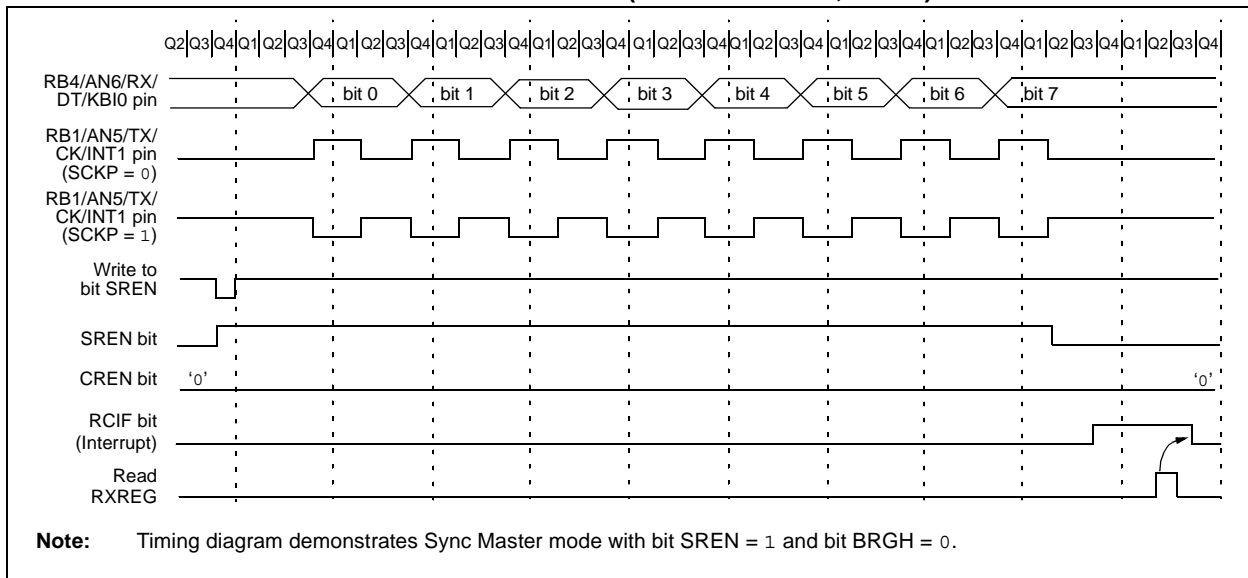 Q2 Q3 Q4 Q1 Q2 Q3 Q4 Q1 Q2 Q3 Q4 Q1 Q2 Q3 Q4 Q1 Q2 Q3 Q4 Q1 Q2 Q3 Q4 Q1 Q2 Q3 Q4 Q1 Q2 Q3 Q4 Q1 Q2 Q3 Q4 Q1 Q2 Q3 Q4 Q1 Q2 Q3 Q4
RB4/AN6/RX/
DT/KBI0 pin
bit 0 bit 1 bit 2 bit 3 bit 4 bit 5 bit 6 bit 7
RB1/AN5/TX/
CK/INT1 pin
(SCKP = 0)
RB1/AN5/TX/
CK/INT1 pin
(SCKP = 1)
Write to
bit SREN
SREN bit
CREN bit ‘0’ ‘0’
RCIF bit
(Interrupt)
Read
RXREG
Note: Timing diagram demonstrates Sync Master mode with bit SREN = 1 and bit BRGH = 0.